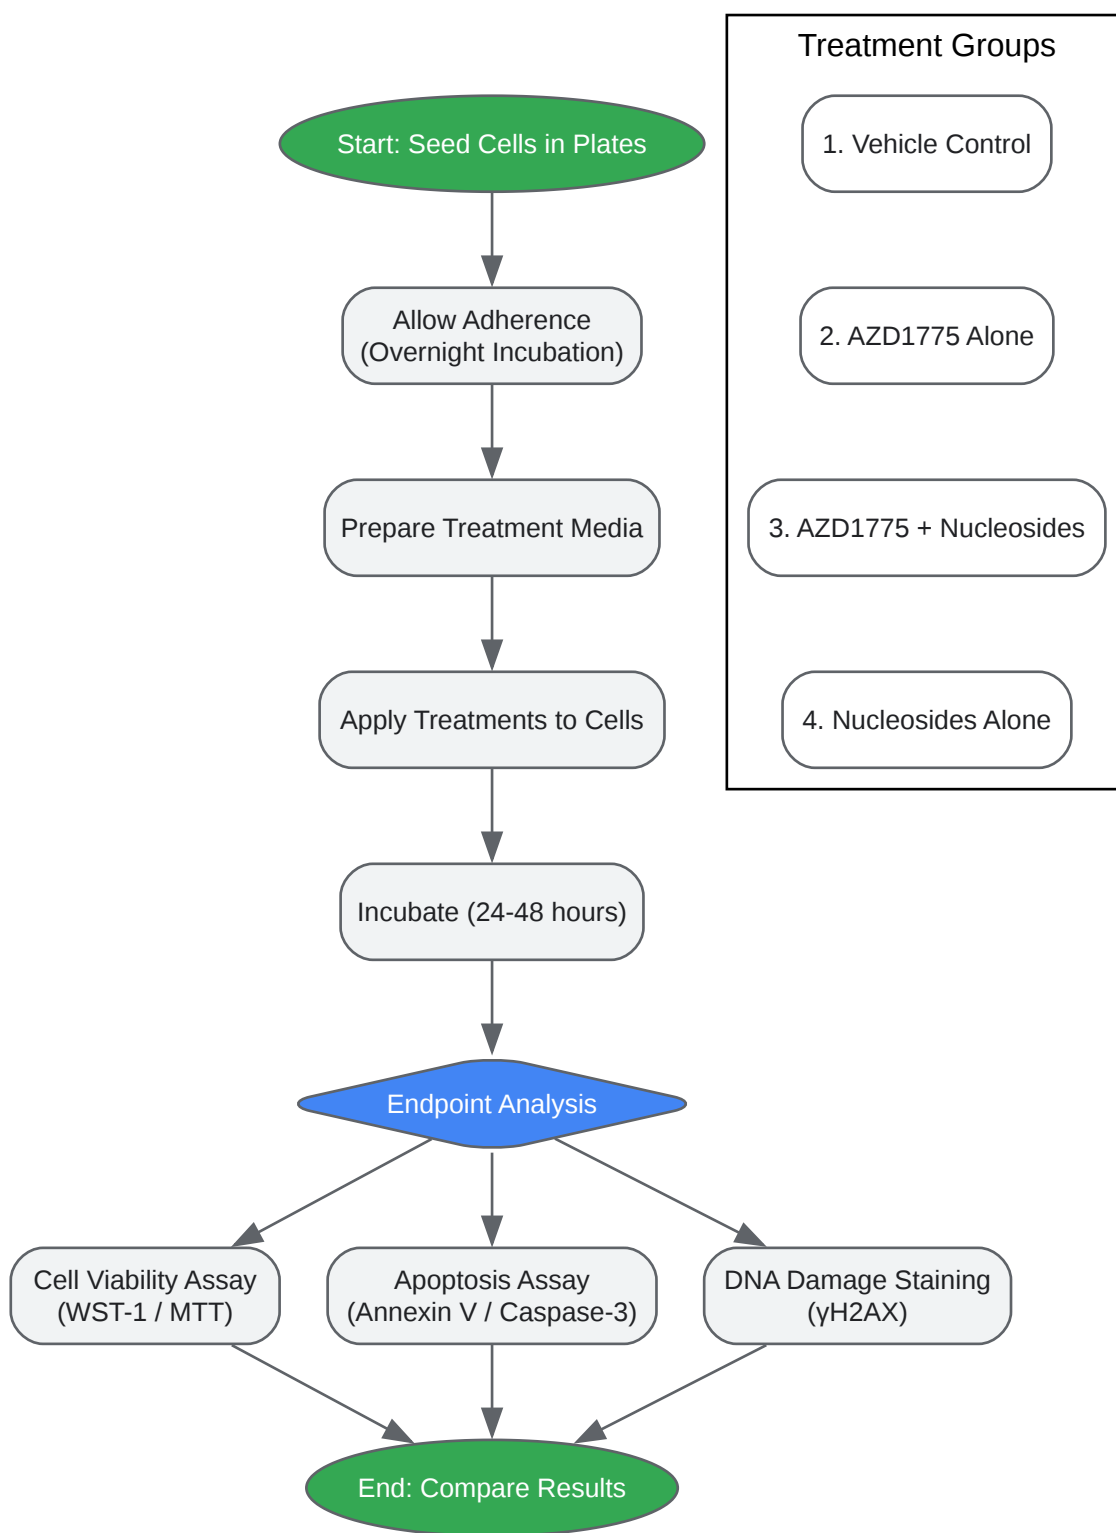 Treatment Groups
1. Vehicle Control
2. AZD1775 Alone
3. AZD1775 + Nucleosides
4. Nucleosides Alone
Start: Seed Cells in Plates
Allow Adherence
(Overnight Incubation)
Prepare Treatment Media
Apply Treatments to Cells
Incubate (24-48 hours)
Endpoint Analysis
Cell Viability Assay
(WST-1 / MTT)
Apoptosis Assay
(Annexin V / Caspase-3)
DNA Damage Staining
(γH2AX)
End: Compare Results